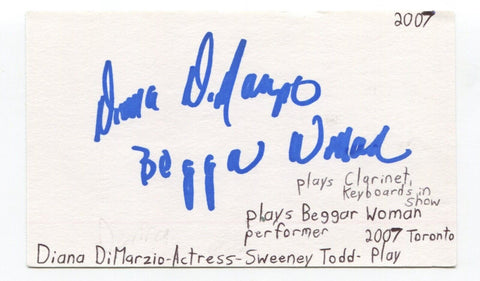 2007
Diana DiMarzio
Beggar Woman
plays Clarinet,
Keyboards in
show
plays Beggar Woman
performer
2007 Toronto
Diana DiMarzio-Actress-Sweeney Todd- Play